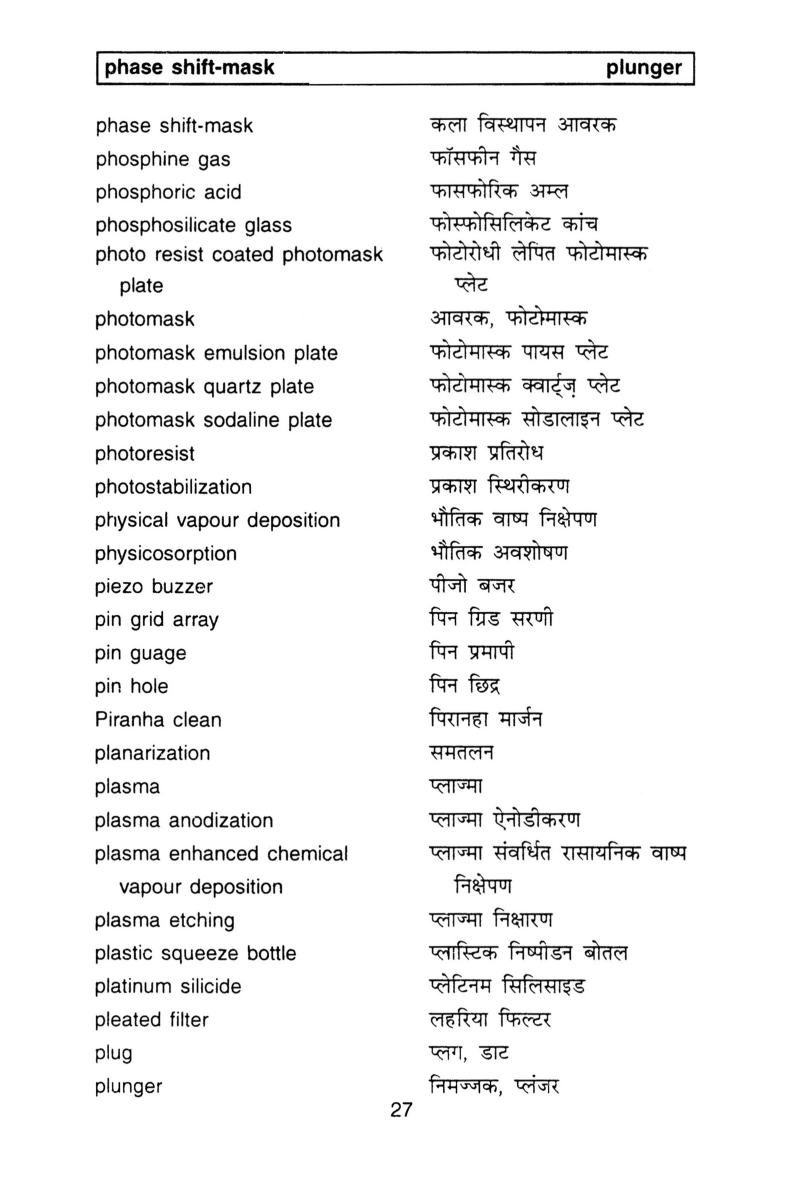 phase shift-mask plunger
phase shift-mask कला विस्थापन आवरक
phosphine gas फॉसफीन गैस
phosphoric acid फासफोरिक अम्ल
phosphosilicate glass फोस्फोसिलिकेट कांच
photo resist coated photomask फोटोरोधी लेपित फोटोमास्क
plate प्लेट
photomask आवरक, फोटोमास्क
photomask emulsion plate फोटोमास्क पायस प्लेट
photomask quartz plate फोटोमास्क क्वार्ट्ज़ प्लेट
photomask sodaline plate फोटोमास्क सोडालाइन प्लेट
photoresist प्रकाश प्रतिरोध
photostabilization प्रकाश स्थिरीकरण
physical vapour deposition भौतिक वाष्प निक्षेपण
physicosorption भौतिक अवशोषण
piezo buzzer पीजो बजर
pin grid array पिन ग्रिड सरणी
pin guage पिन प्रमापी
pin hole पिन छिद्र
Piranha clean पिरानहा मार्जन
planarization समतलन
plasma प्लाज्मा
plasma anodization प्लाज्मा ऐनोडीकरण
plasma enhanced chemical प्लाज्मा संवर्धित रासायनिक वाष्प
vapour deposition निक्षेपण
plasma etching प्लाज्मा निक्षारण
plastic squeeze bottle प्लास्टिक निष्पीडन बोतल
platinum silicide प्लेटिनम सिलिसाइड
pleated filter लहरिया फिल्टर
plug प्लग, डाट
plunger निमज्जक, प्लंजर
27